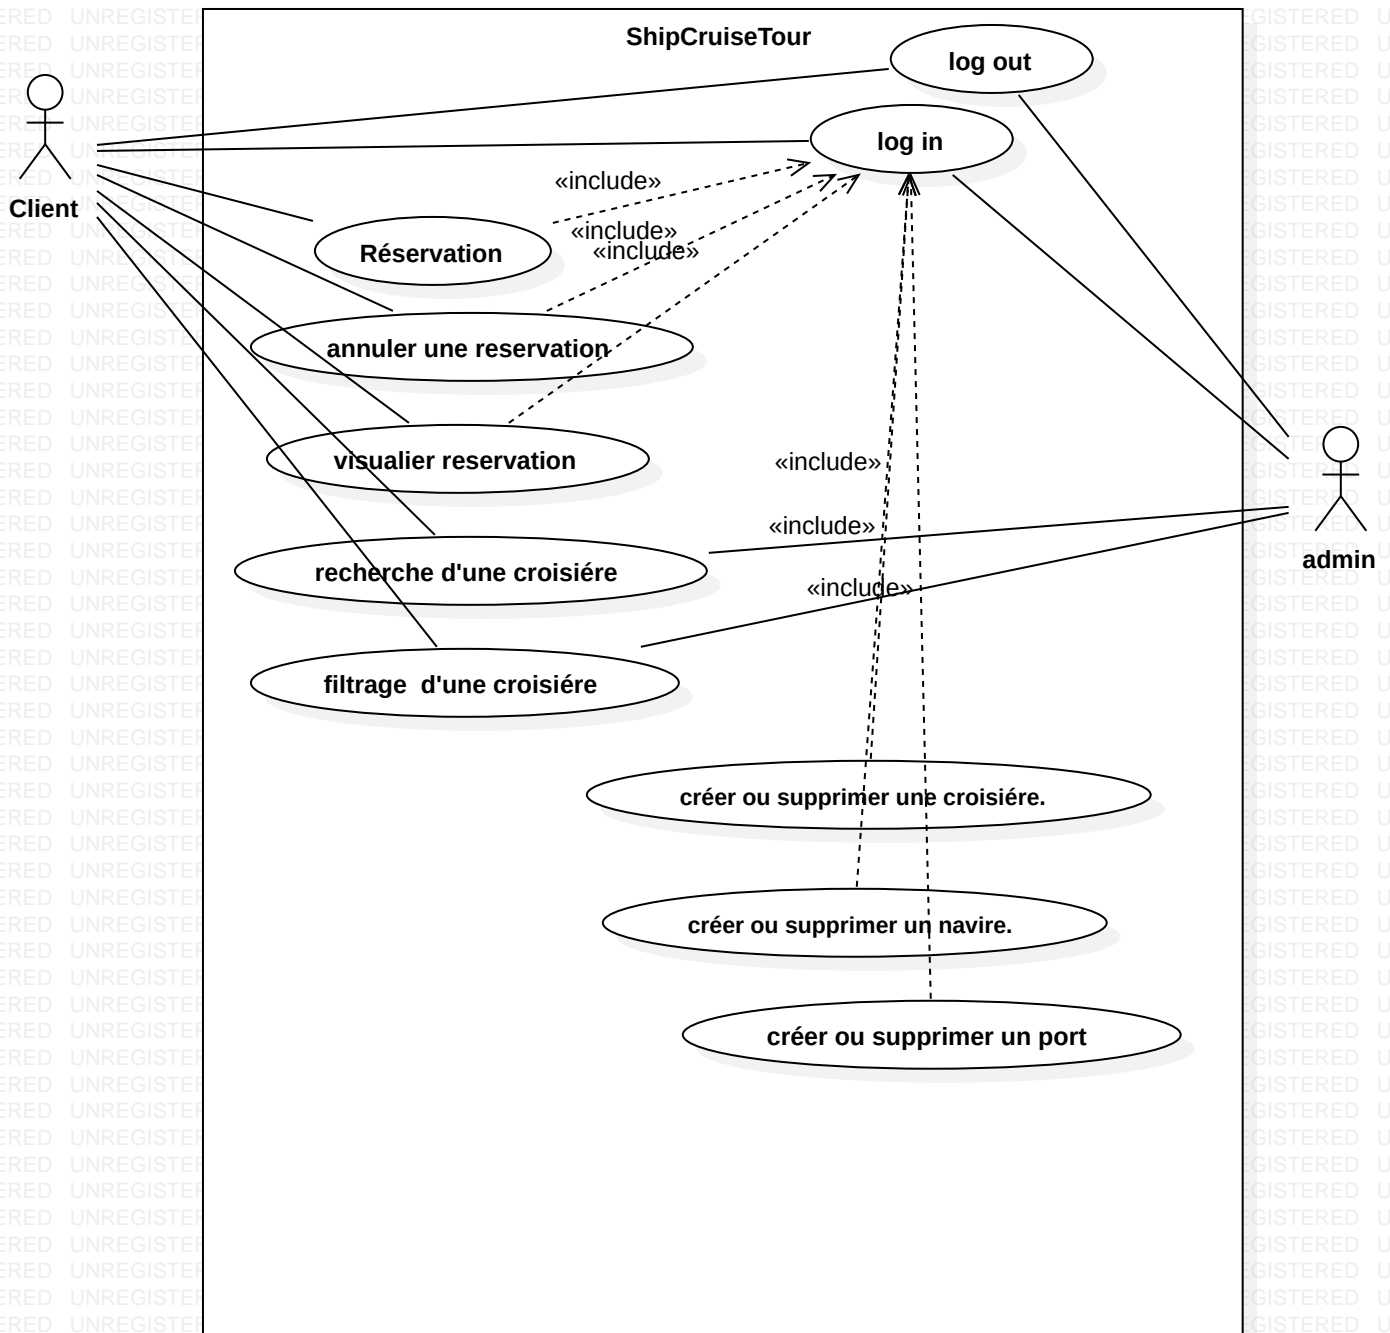 ShipCruiseTour
log out
log in
Client
«include»
Réservation
«include»
«include»
annuler une reservation
visualier reservation
«include»
«include»
recherche d'une croisiére
admin
«include»
filtrage  d'une croisiére
créer ou supprimer une croisiére.
créer ou supprimer un navire.
créer ou supprimer un port